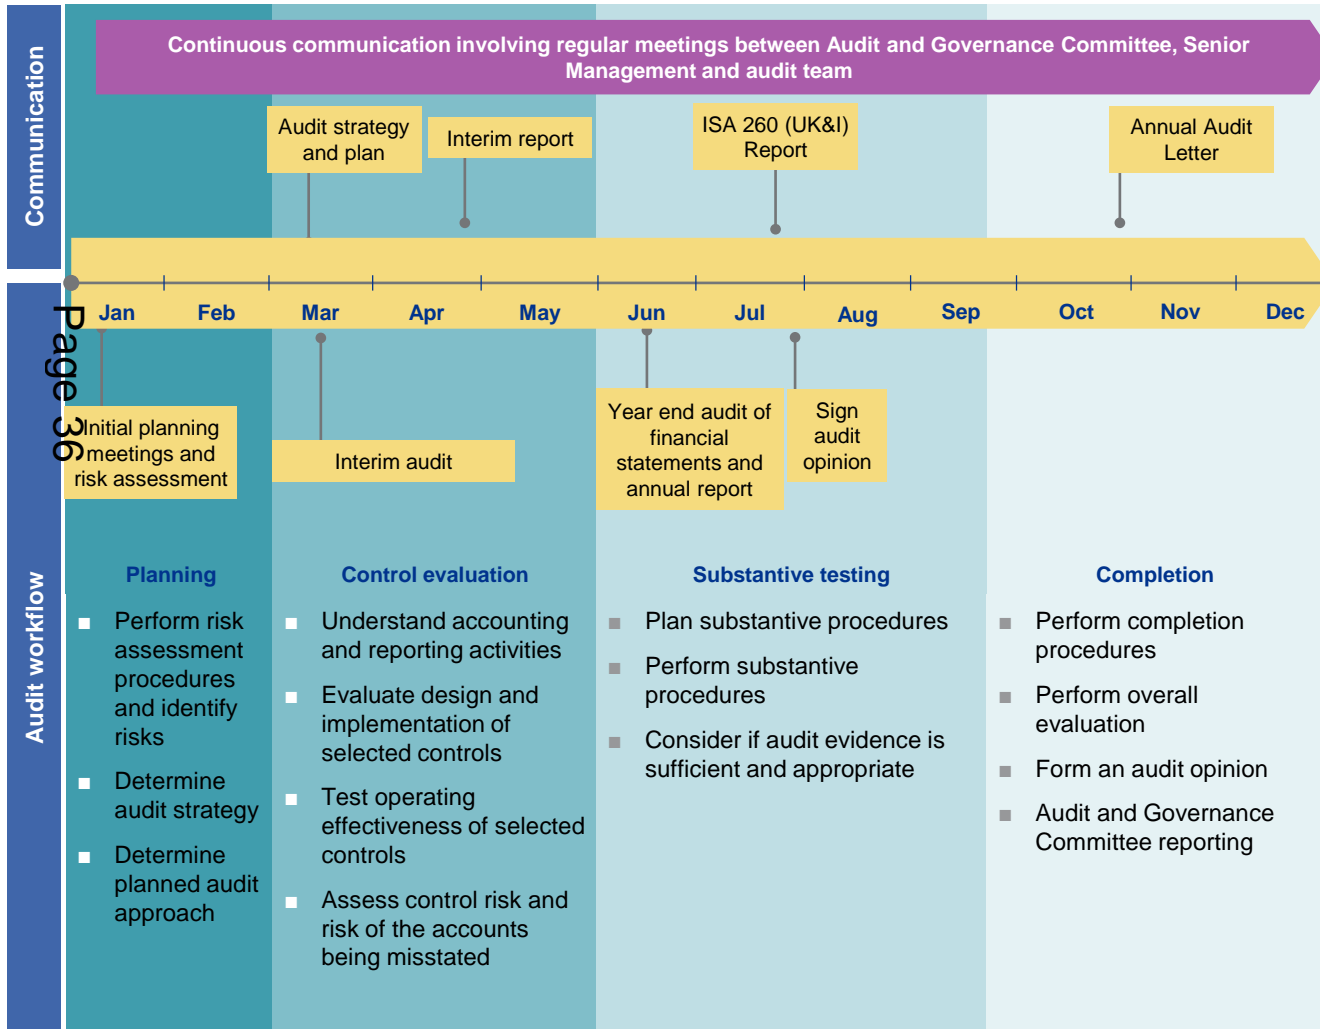 Communication
Continuous communication involving regular meetings between Audit and Governance Committee, Senior
Management and audit team
Audit strategy
and plan
Interim report
ISA 260 (UK&I)
Report
Annual Audit
Letter
Jan Feb Mar Apr May Jun Jul Aug Sep Oct Nov Dec
Page 36
Audit workflow
Initial planning
meetings and
risk assessment
Interim audit
Year end audit of
financial
statements and
annual report
Sign
audit
opinion
Planning
■ Perform risk
assessment
procedures
and identify
risks
■ Determine
audit strategy
■ Determine
planned audit
approach
Control evaluation
■ Understand accounting
and reporting activities
■ Evaluate design and
implementation of
selected controls
■ Test operating
effectiveness of selected
controls
■ Assess control risk and
risk of the accounts
being misstated
Substantive testing
■ Plan substantive procedures
■ Perform substantive
procedures
■ Consider if audit evidence is
sufficient and appropriate
Completion
■ Perform completion
procedures
■ Perform overall
evaluation
■ Form an audit opinion
■ Audit and Governance
Committee reporting